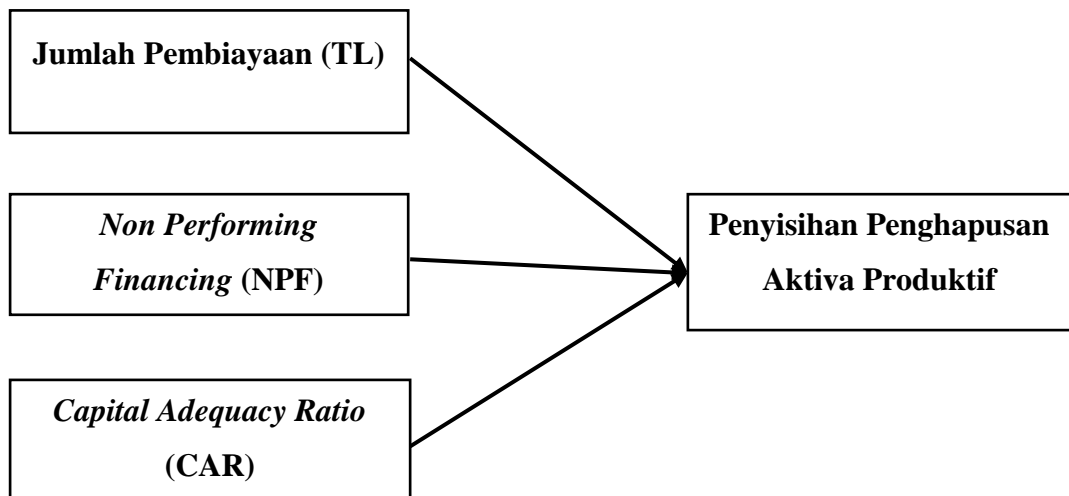 Jumlah Pembiayaan (TL)
Non Performing
Financing (NPF)
Penyisihan Penghapusan
Aktiva Produktif
Capital Adequacy Ratio
(CAR)